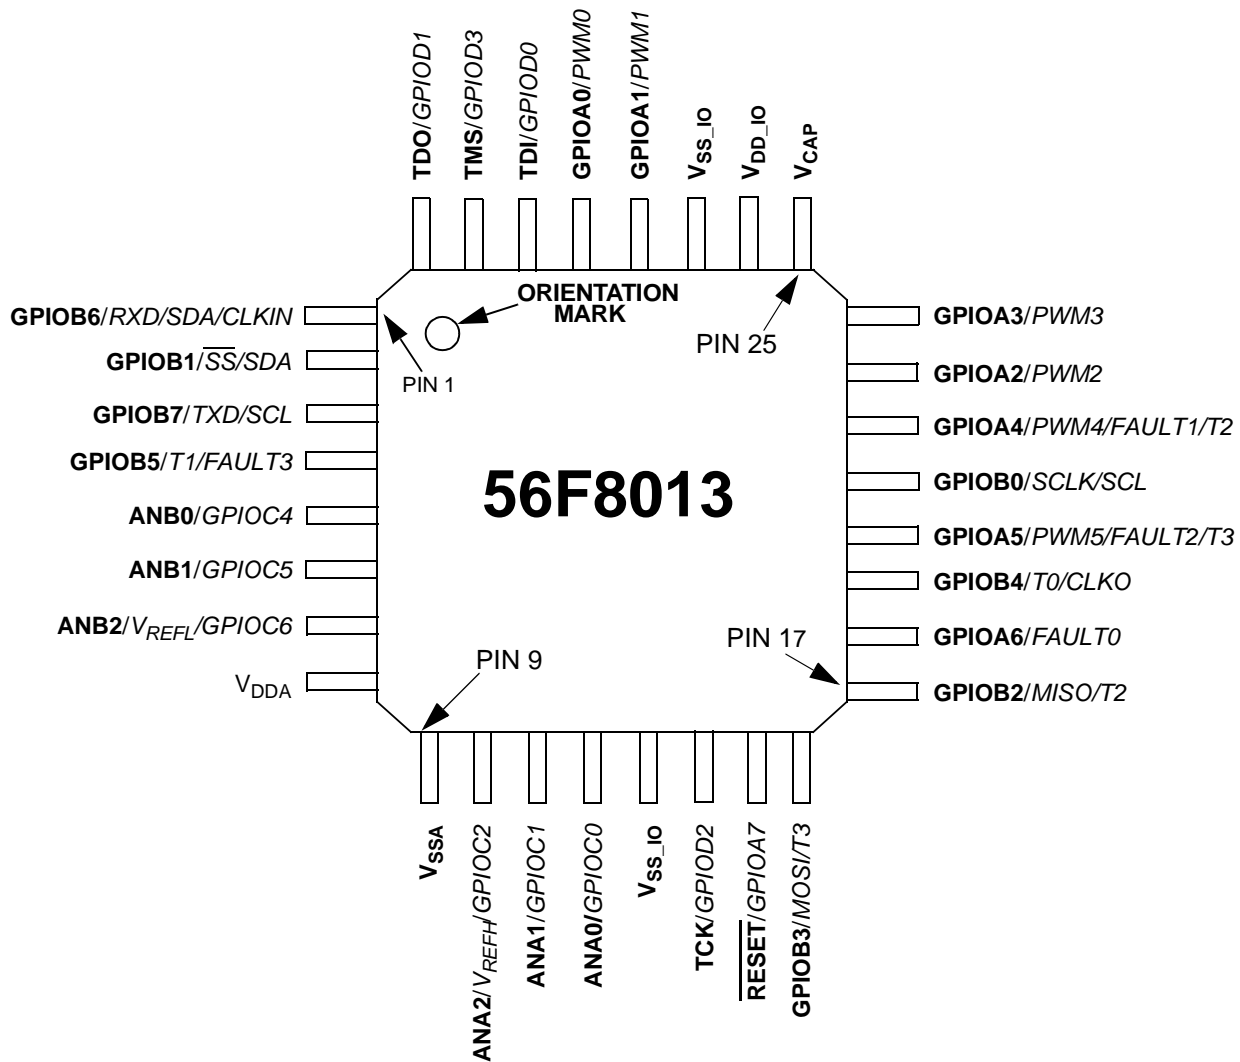 TDO/GPIOD1
TMS/GPIOD3
TDI/GPIOD0
GPIOA0/PWM0
GPIOA1/PWM1
VSS_IO
VDD_IO
VCAP
ORIENTATION
MARK
GPIOB6/RXD/SDA/CLKIN
GPIOB1/S̅S̅/SDA
GPIOB7/TXD/SCL
GPIOB5/T1/FAULT3
ANB0/GPIOC4
ANB1/GPIOC5
ANB2/VREFL/GPIOC6
VDDA
PIN 1
PIN 25
56F8013
PIN 9
PIN 17
GPIOA3/PWM3
GPIOA2/PWM2
GPIOA4/PWM4/FAULT1/T2
GPIOB0/SCLK/SCL
GPIOA5/PWM5/FAULT2/T3
GPIOB4/T0/CLKO
GPIOA6/FAULT0
GPIOB2/MISO/T2
VSSA
ANA2/VREFH/GPIOC2
ANA1/GPIOC1
ANA0/GPIOC0
VSS_IO
TCK/GPIOD2
R̅E̅S̅E̅T̅/GPIOA7
GPIOB3/MOSI/T3